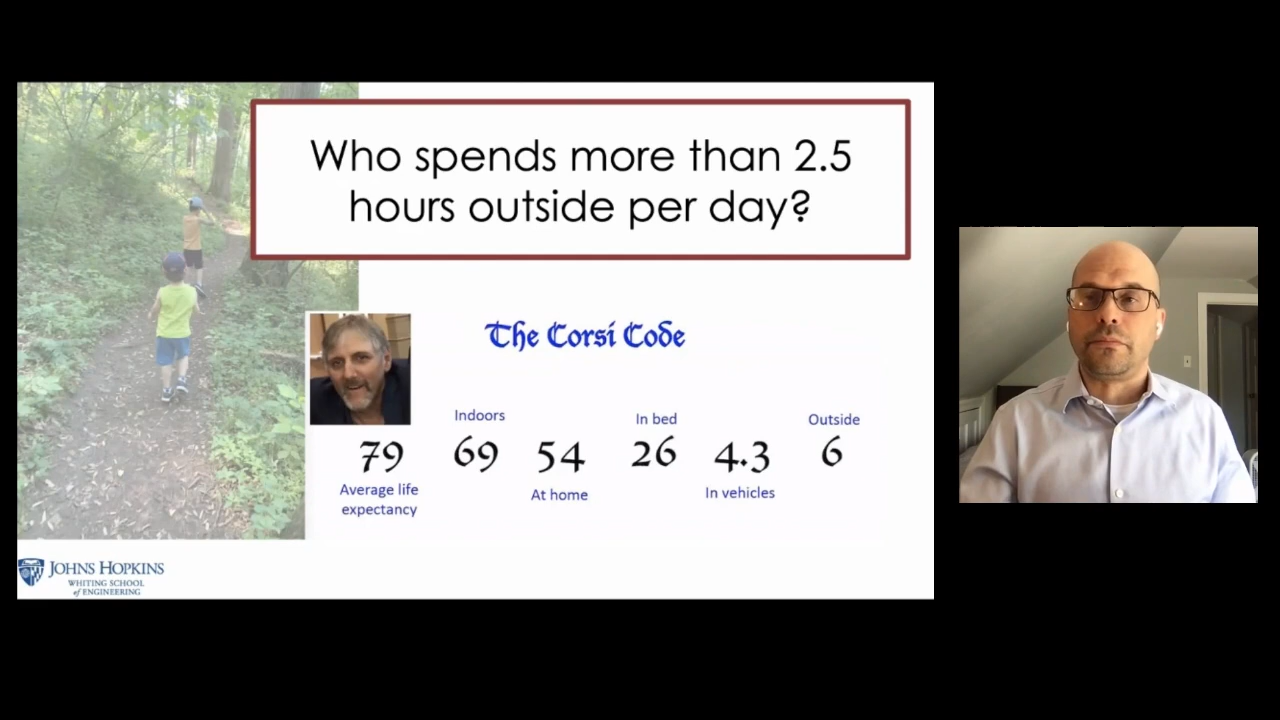 Who spends more than 2.5
hours outside per day?
The Corsi Code
Indoors
In bed
Outside
79
69
54
26
4.3
6
Average life
expectancy
At home
In vehicles
JOHNS HOPKINS
WHITING SCHOOL
of ENGINEERING